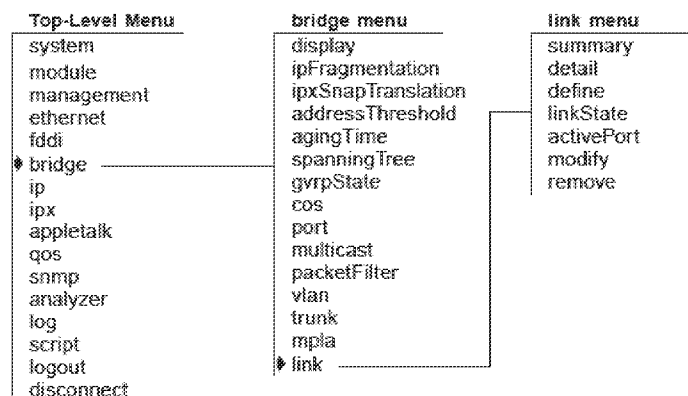 Top-Level Menu
system
module
management
ethernet
fddi
bridge
ip
ipx
appletalk
qos
snmp
analyzer
log
script
logout
disconnect
bridge menu
display
ipFragmentation
ipxSnapTranslation
addressThreshold
agingTime
spanningTree
gvrpState
cos
port
multicast
packetFilter
vlan
trunk
mpla
link
link menu
summary
detail
define
linkState
activePort
modify
remove